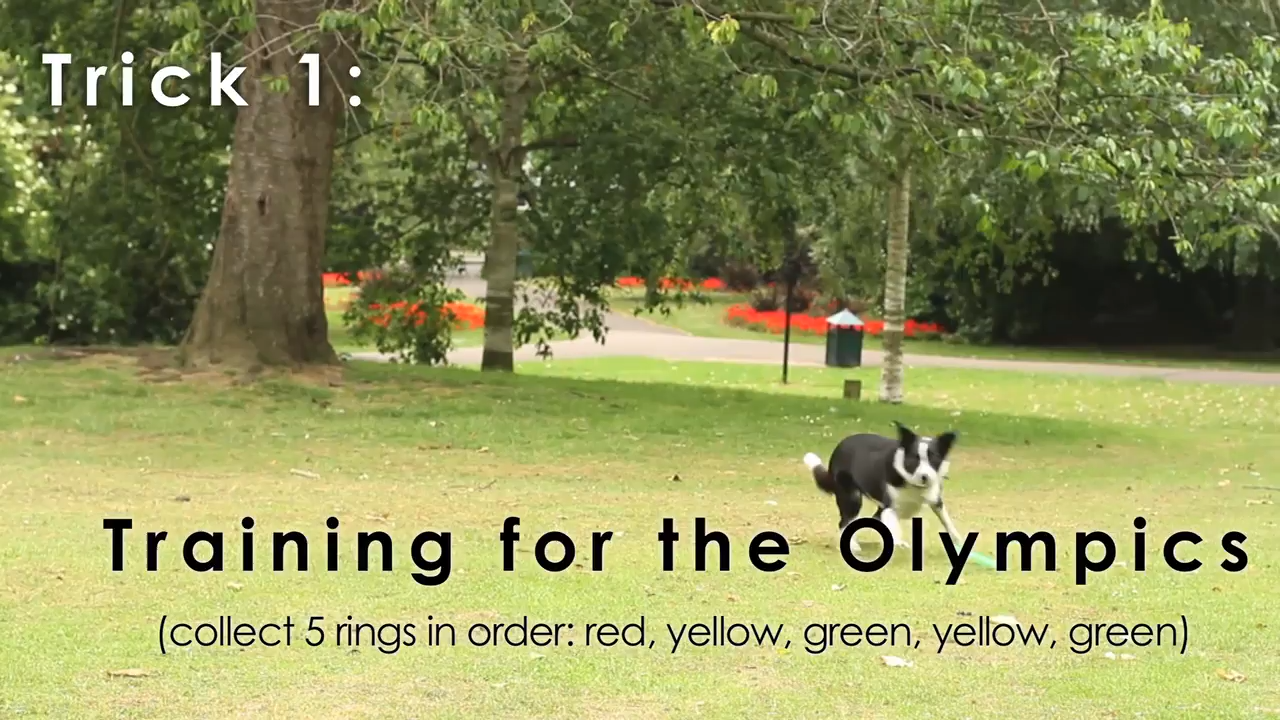 Trick 1:
Training for the Olympics
(collect 5 rings in order: red, yellow, green, yellow, green)